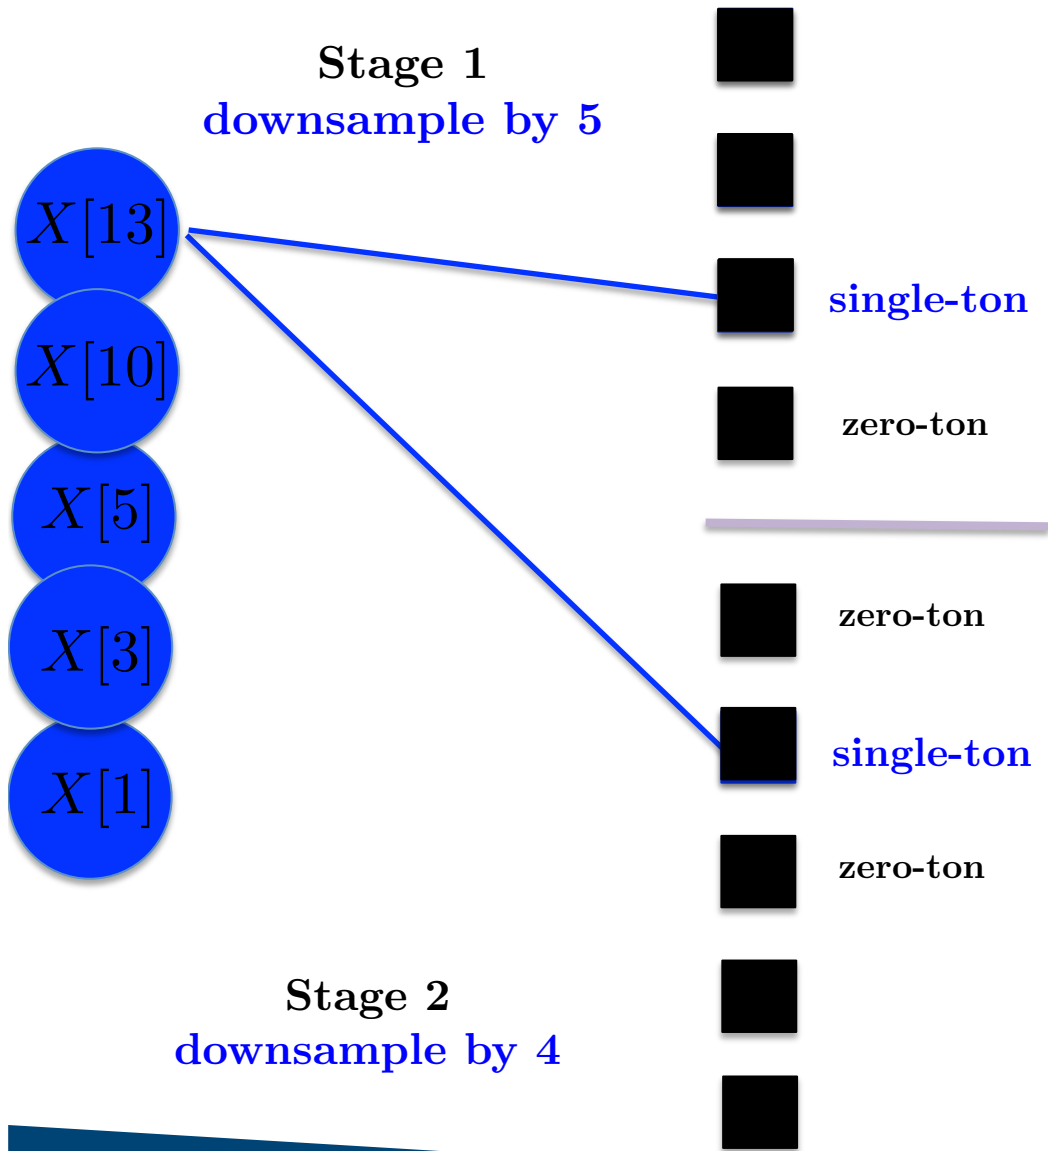 Stage 1
downsample by 5
X[13]
X[10]
X[5]
X[3]
X[1]
single-ton
zero-ton
zero-ton
single-ton
zero-ton
Stage 2
downsample by 4